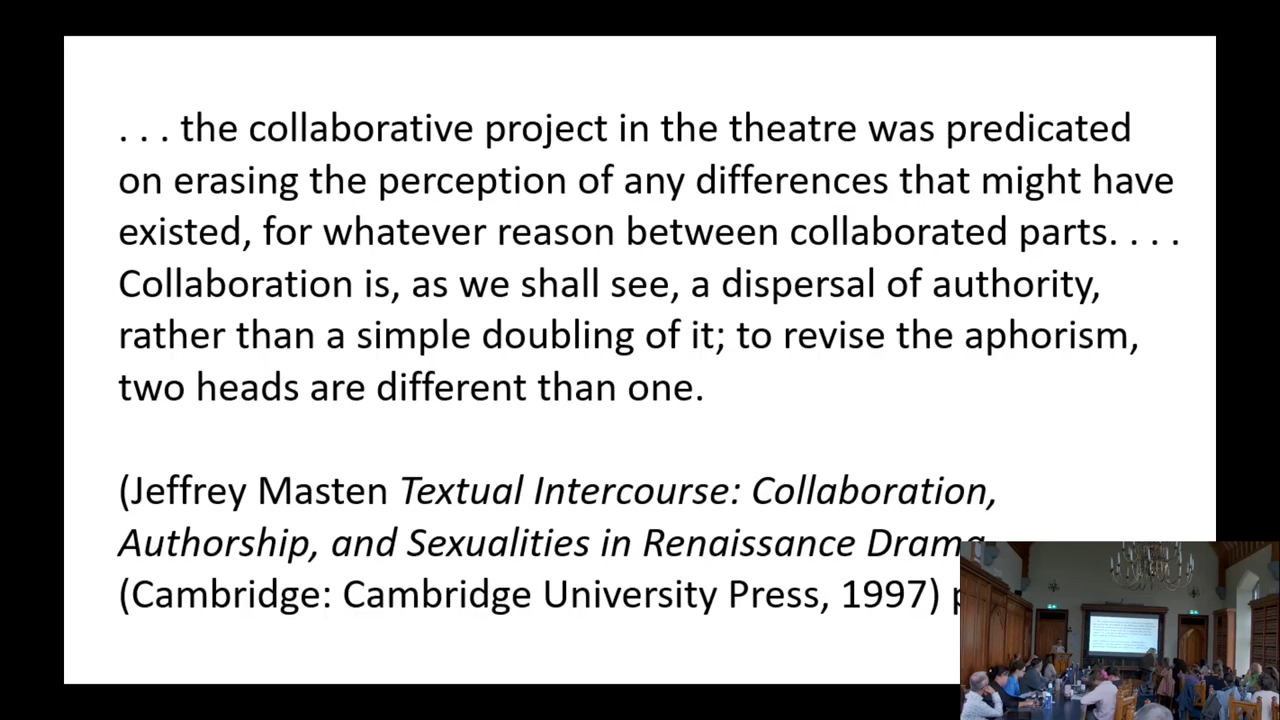 . . . the collaborative project in the theatre was predicated
on erasing the perception of any differences that might have
existed, for whatever reason between collaborated parts. . . .
Collaboration is, as we shall see, a dispersal of authority,
rather than a simple doubling of it; to revise the aphorism,
two heads are different than one.
(Jeffrey Masten Textual Intercourse: Collaboration,
Authorship, and Sexualities in Renaissance Drama
(Cambridge: Cambridge University Press, 1997)